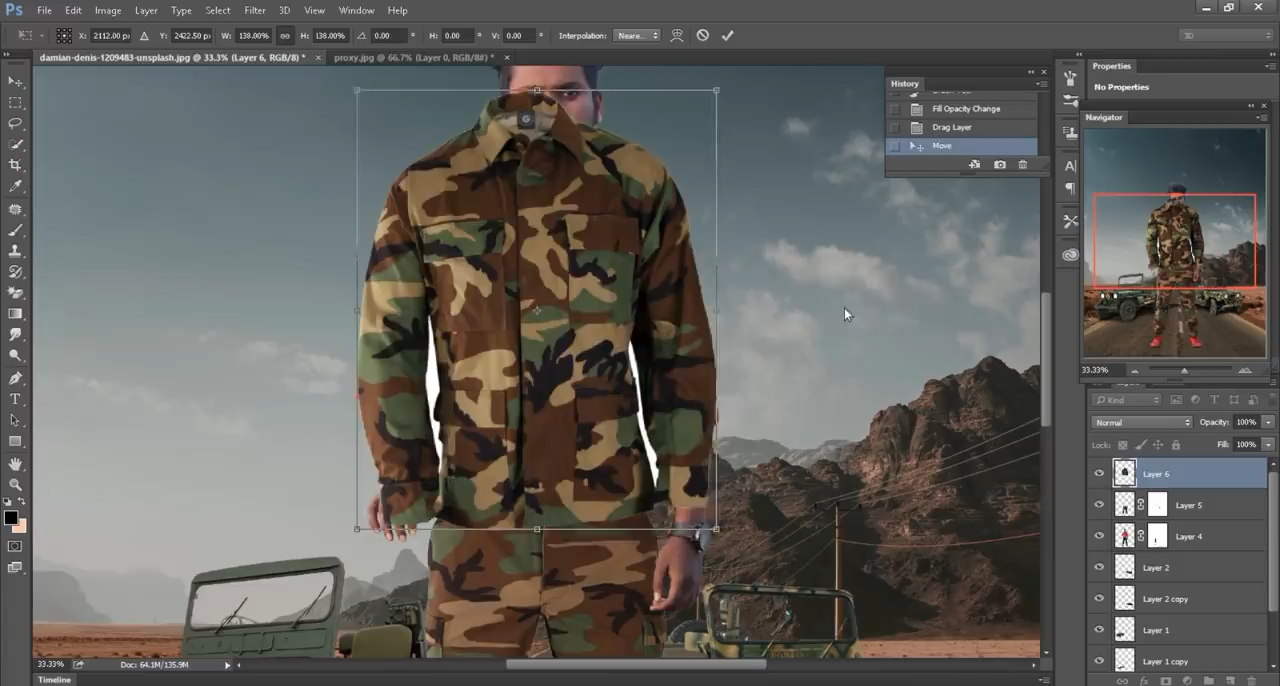 Ps File Edit Image Layer Type Select Filter 3D View Window Help
X: 2112.00 px Y: 2422.50 px W: 138.00% H: 138.00% 0.00 ° H: 0.00 ° V: 0.00 ° Interpolation: Neare... 3D
damian-denis-1209483-unsplash.jpg @ 33.3% (Layer 6, RGB/8) * × proxy.jpg @ 66.7% (Layer 0, RGB/8#) * ×
History
Fill Opacity Change
Drag Layer
Move
Properties
No Properties
Navigator
33.33%
Layers
Kind
Normal Opacity: 100%
Lock: Fill: 100%
Layer 6
Layer 5
Layer 4
Layer 2
Layer 2 copy
Layer 1
Layer 1 copy
33.33% Doc: 64.1M/135.9M
Timeline